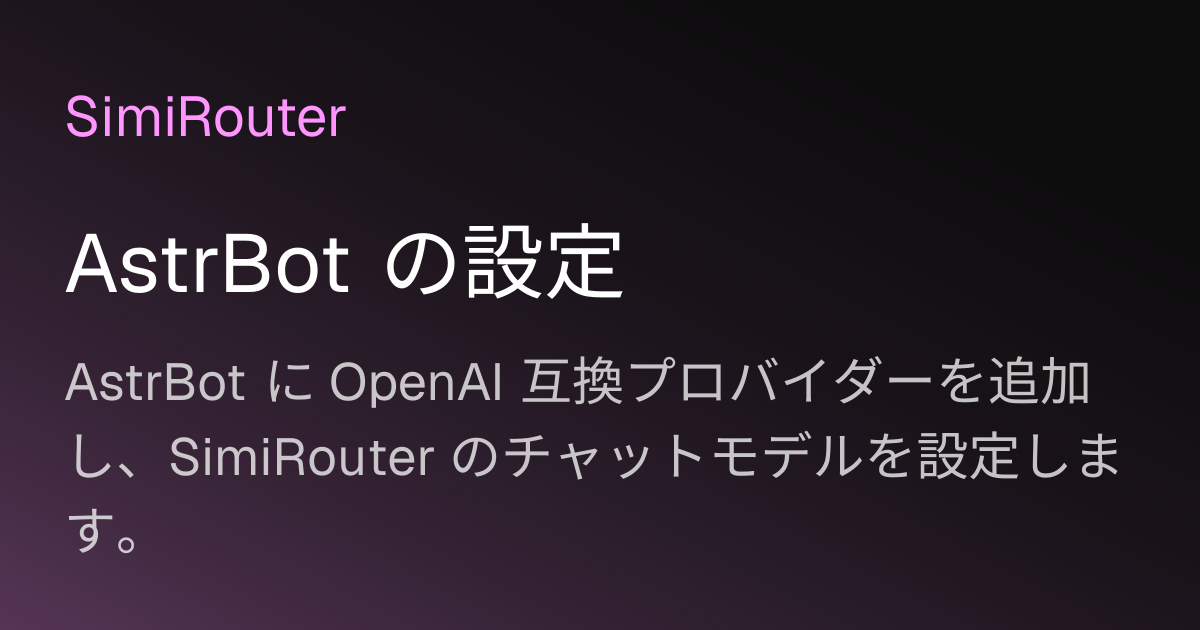 SimiRouter
AstrBot の設定
AstrBot に OpenAI 互換プロバイダーを追加
し、SimiRouter のチャットモデルを設定しま
す。